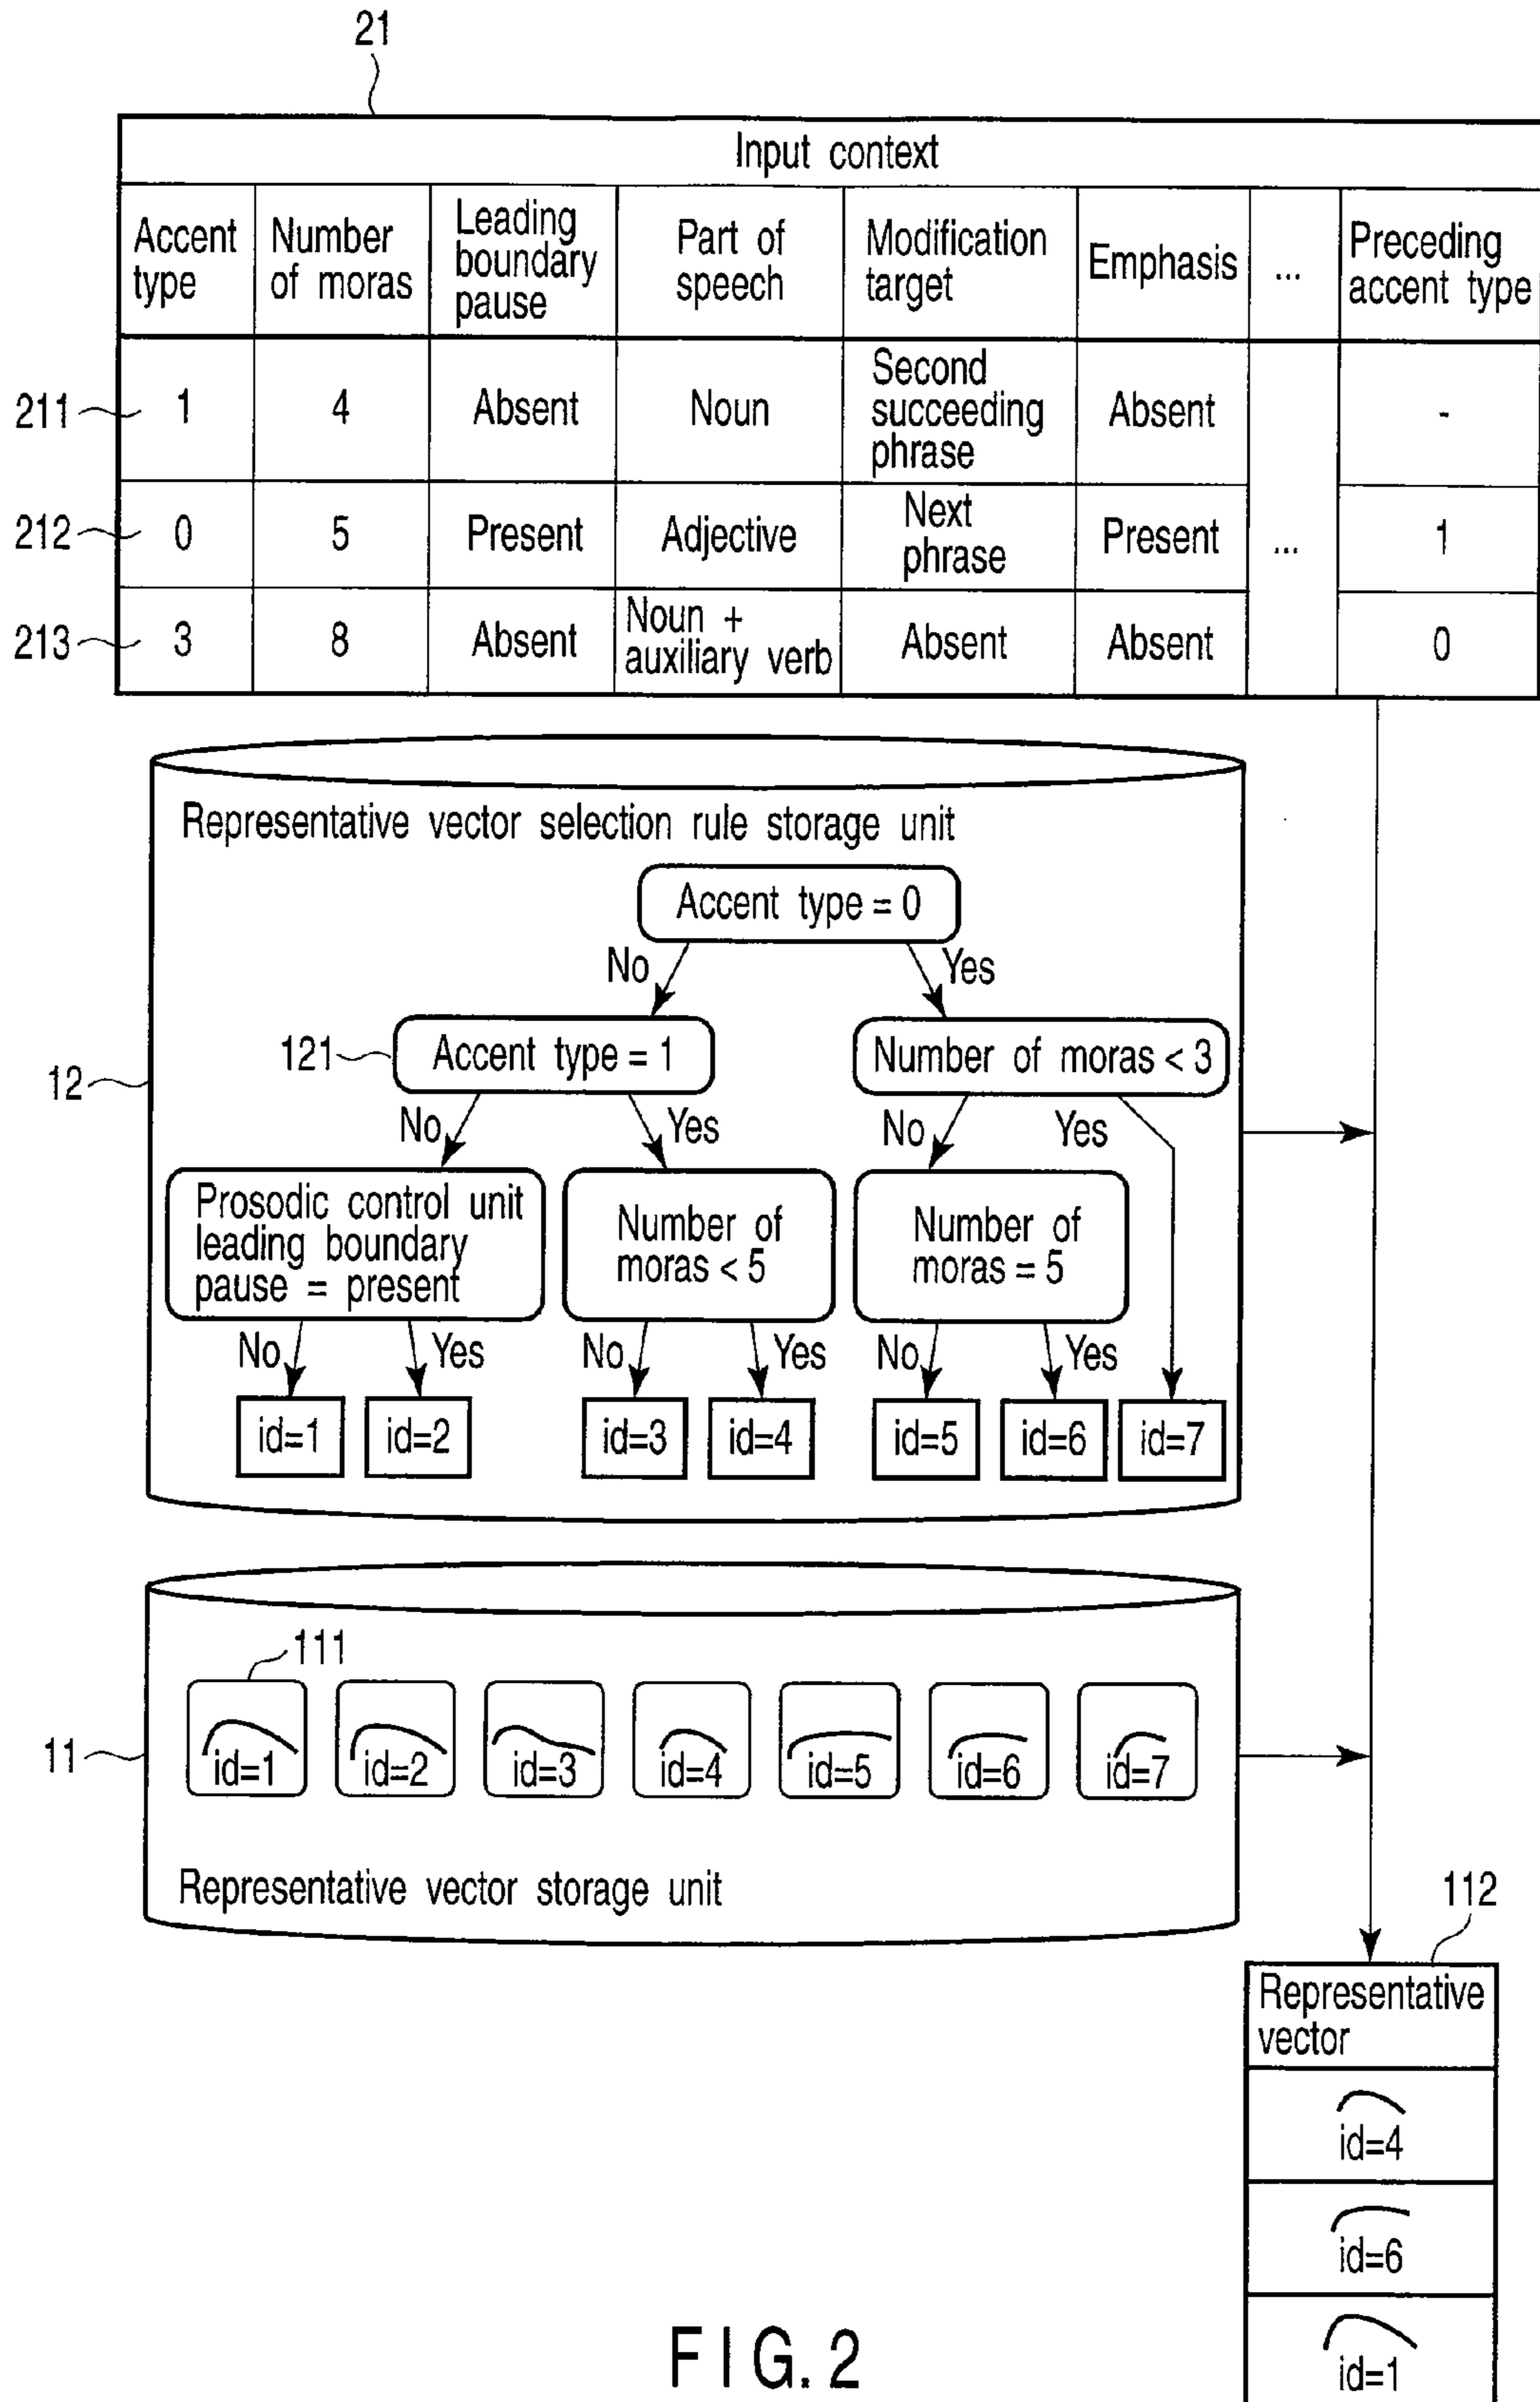 21
Input context
Accent type
Number of moras
Leading boundary pause
Part of speech
Modification target
Emphasis
...
Preceding accent type
211
1
4
Absent
Noun
Second succeeding phrase
Absent
-
212
0
5
Present
Adjective
Next phrase
Present
...
1
213
3
8
Absent
Noun + auxiliary verb
Absent
Absent
0
Representative vector selection rule storage unit
Accent type = 0
No
Yes
121
Accent type = 1
Number of moras < 3
12
No
Yes
No
Yes
Prosodic control unit
leading boundary
pause = present
Number of
moras < 5
Number of
moras = 5
No
Yes
No
Yes
No
Yes
id=1
id=2
id=3
id=4
id=5
id=6
id=7
111
11
id=1
id=2
id=3
id=4
id=5
id=6
id=7
Representative vector storage unit
112
Representative
vector
id=4
id=6
id=1
FIG. 2